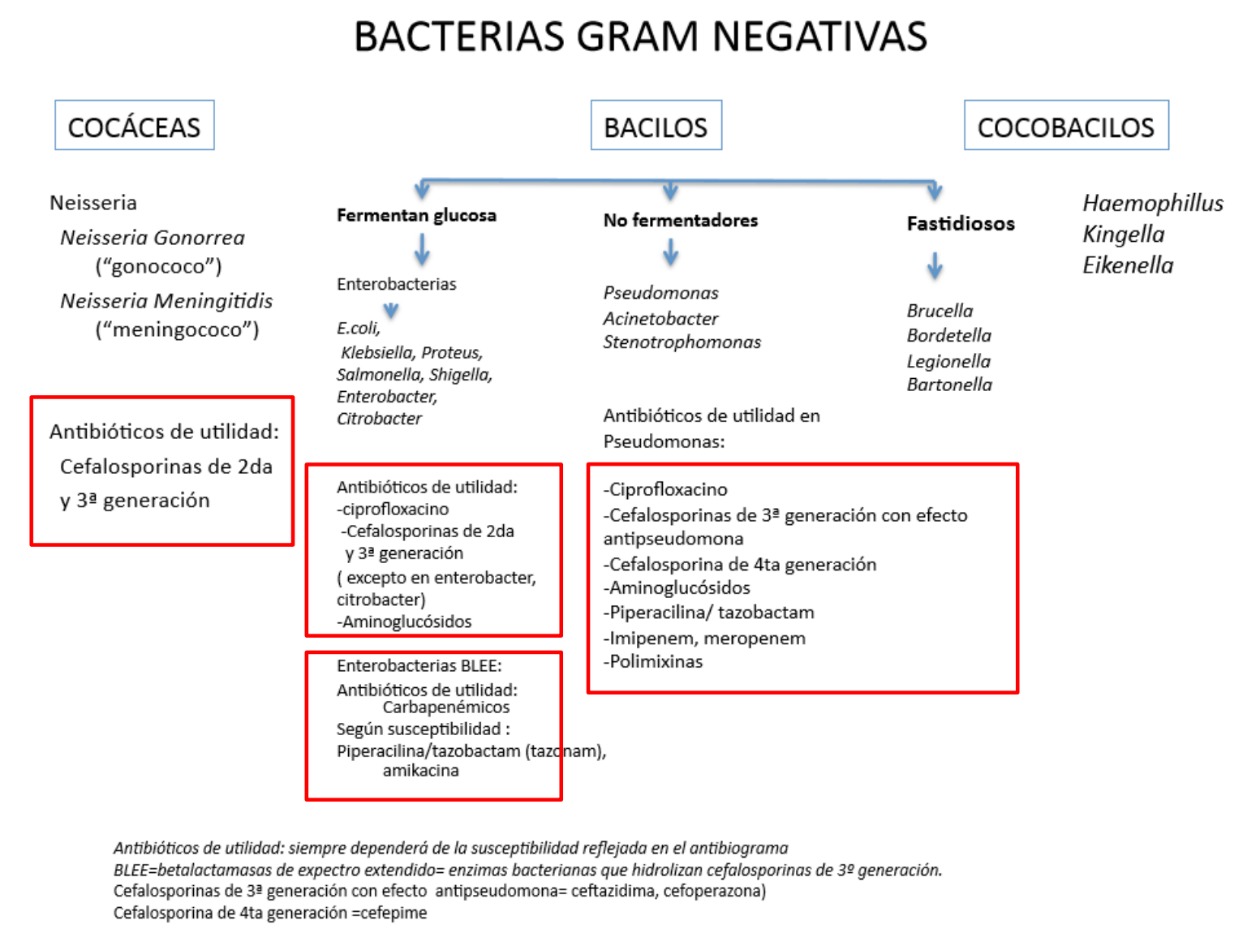 BACTERIAS GRAM NEGATIVAS
COCÁCEAS
Neisseria
Neisseria Gonorrea
("gonococo")
Neisseria Meningitidis
("meningococo")
Antibióticos de utilidad:
Cefalosporinas de 2da
y 3ª generación
BACILOS
Fermentan glucosa
Enterobacterias
E.coli,
Klebsiella, Proteus,
Salmonella, Shigella,
Enterobacter,
Citrobacter
Antibióticos de utilidad:
-ciprofloxacino
-Cefalosporinas de 2da
y 3ª generación
( excepto en enterobacter,
citrobacter)
-Aminoglucósidos
Enterobacterias BLEE:
Antibióticos de utilidad:
Carbapenémicos
Según susceptibilidad :
Piperacilina/tazobactam (tazonam),
amikacina
No fermentadores
Pseudomonas
Acinetobacter
Stenotrophomonas
Antibióticos de utilidad en
Pseudomonas:
-Ciprofloxacino
-Cefalosporinas de 3ª generación con efecto
antipseudomona
-Cefalosporina de 4ta generación
-Aminoglucósidos
-Piperacilina/ tazobactam
-Imipenem, meropenem
-Polimixinas
Fastidiosos
Brucella
Bordetella
Legionella
Bartonella
COCOBACILOS
Haemophillus
Kingella
Eikenella
Antibióticos de utilidad: siempre dependerá de la susceptibilidad reflejada en el antibiograma
BLEE=betalactamasas de expectro extendido= enzimas bacterianas que hidrolizan cefalosporinas de 3º generación.
Cefalosporinas de 3ª generación con efecto  antipseudomona= ceftazidima, cefoperazona)
Cefalosporina de 4ta generación =cefepime